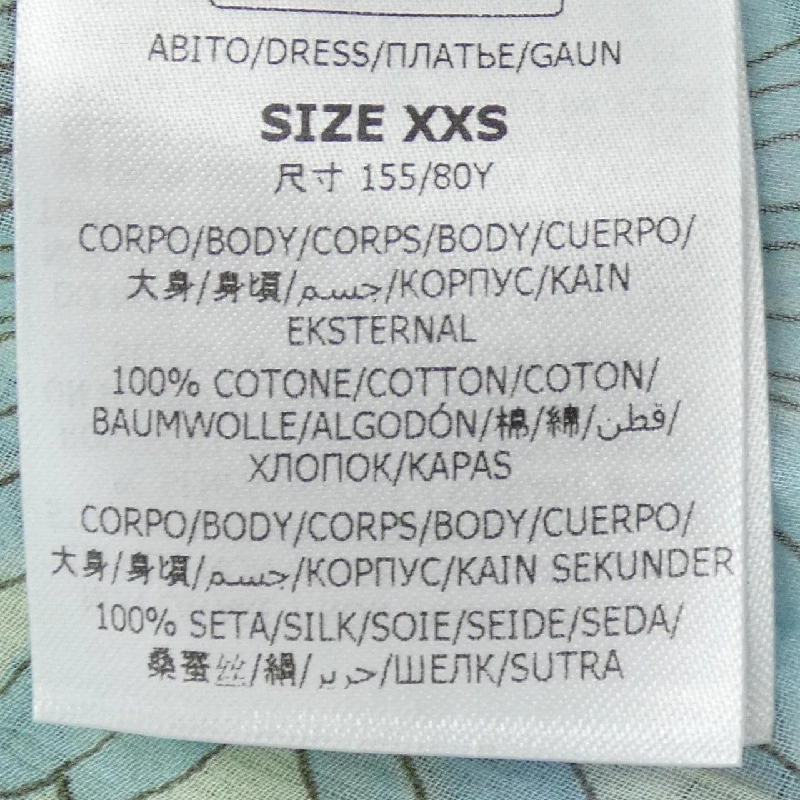 ABITO/DRESS/ПЛАТЬЕ/GAUN
SIZE XXS
尺寸 155/80Y
CORPO/BODY/CORPS/BODY/CUERPO/
大身/身頃/جسم/КОРПУС/KAIN
EKSTERNAL
100% COTONE/COTTON/COTON/
BAUMWOLLE/ALGODÓN/棉/綿/قطن/
ХЛОПОК/KAPAS
CORPO/BODY/CORPS/BODY/CUERPO/
大身/身頃/جسم/КОРПУС/KAIN SEKUNDER
100% SETA/SILK/SOIE/SEIDE/SEDA/
桑蚕丝/絹/حرير/ШЕЛК/SUTRA